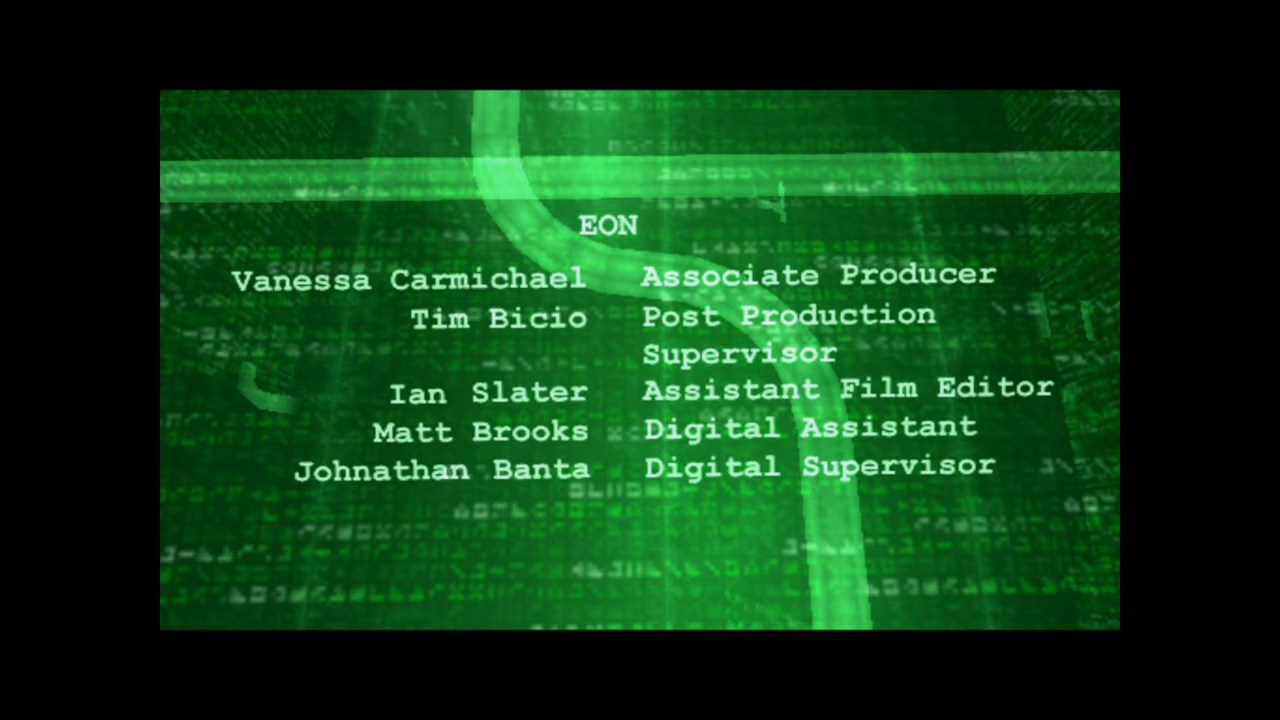 EON
Vanessa Carmichael Associate Producer
Tim Bicio Post Production
Supervisor
Ian Slater Assistant Film Editor
Matt Brooks Digital Assistant
Johnathan Banta Digital Supervisor